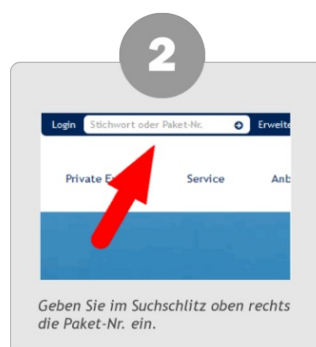 2
Login Stichwort oder Paket-Nr. Erweite
Private Service Anb
Geben Sie im Suchschlitz oben rechts
die Paket-Nr. ein.